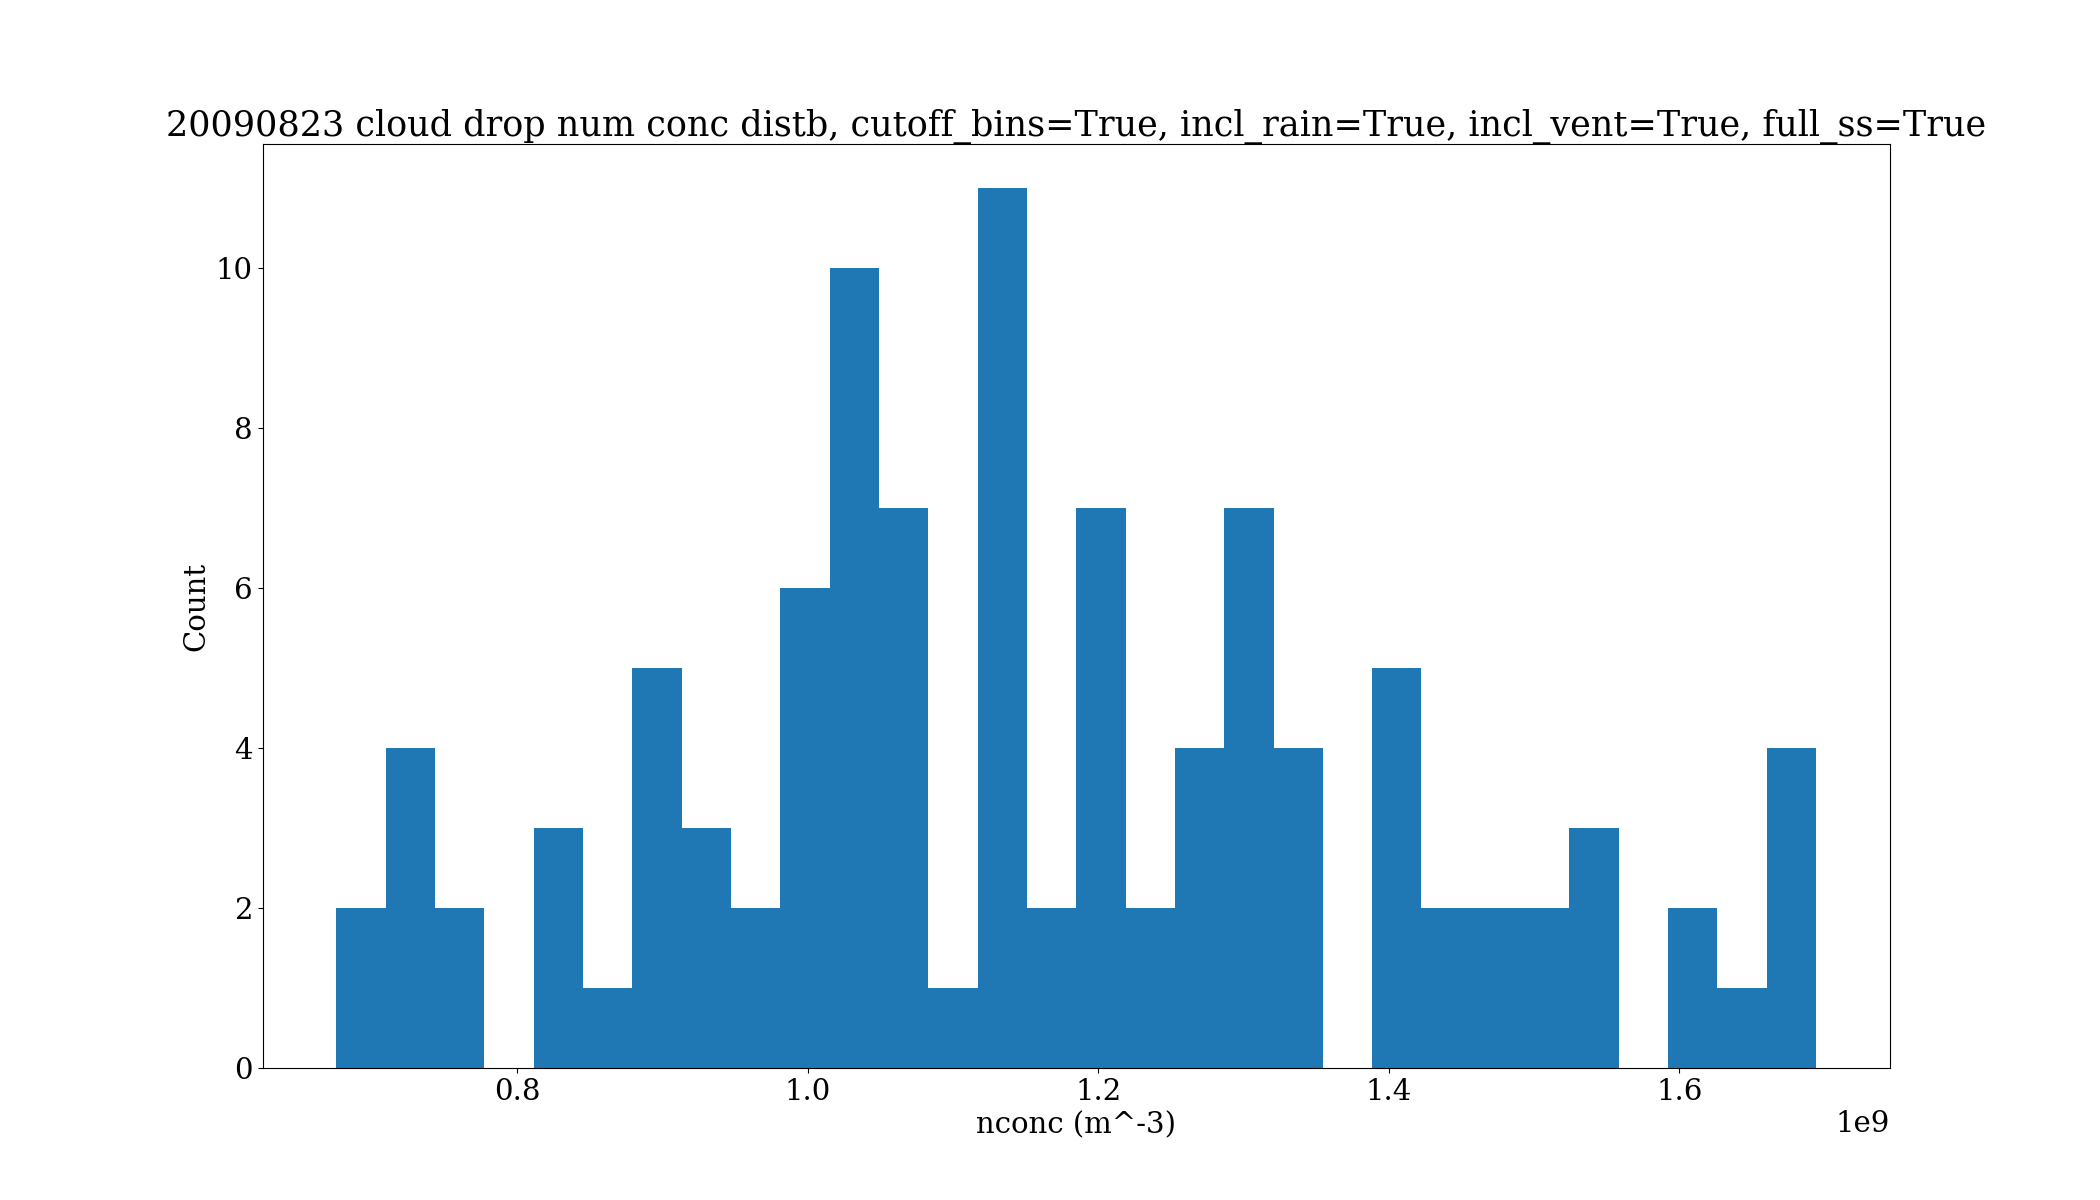 20090823 cloud drop num conc distb, cutoff_bins=True, incl_rain=True, incl_vent=True, full_ss=True
10
8
6
4
2
0
Count
0.8 1.0 1.2 1.4 1.6
nconc (m^-3)
1e9